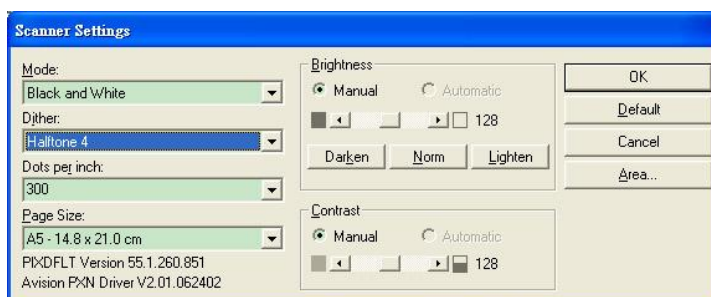 Scanner Settings
Mode:
Black and White
Dither:
Halftone 4
Dots per inch:
300
Page Size:
A5 - 14.8 x 21.0 cm
PIXDFLT Version 55.1.260.851
Avision PXN Driver V2.01.062402
Brightness
Manual Automatic
128
Darken Norm Lighten
Contrast
Manual Automatic
128
OK
Default
Cancel
Area...